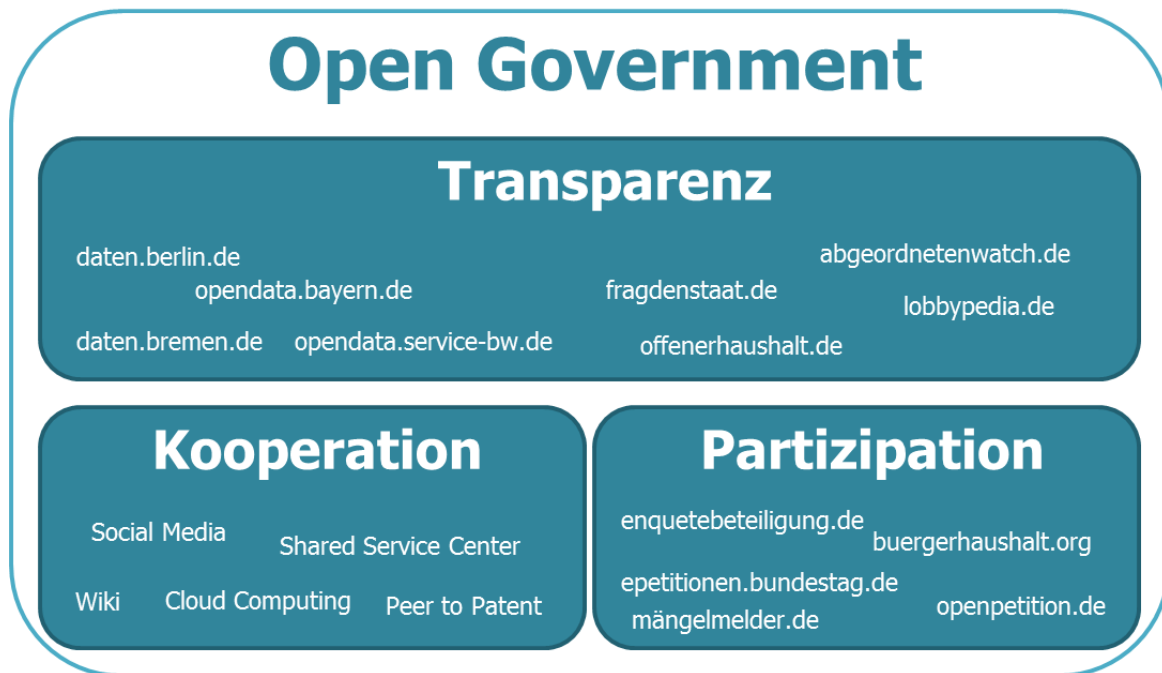 Open Government
Transparenz
daten.berlin.de
abgeordnetenwatch.de
opendata.bayern.de
fragdenstaat.de
lobbypedia.de
daten.bremen.de
opendata.service-bw.de
offenerhaushalt.de
Kooperation
Social Media
Shared Service Center
Wiki
Cloud Computing
Peer to Patent
Partizipation
enquetebeteiligung.de
buergerhaushalt.org
epetitionen.bundestag.de
openpetition.de
mängelmelder.de